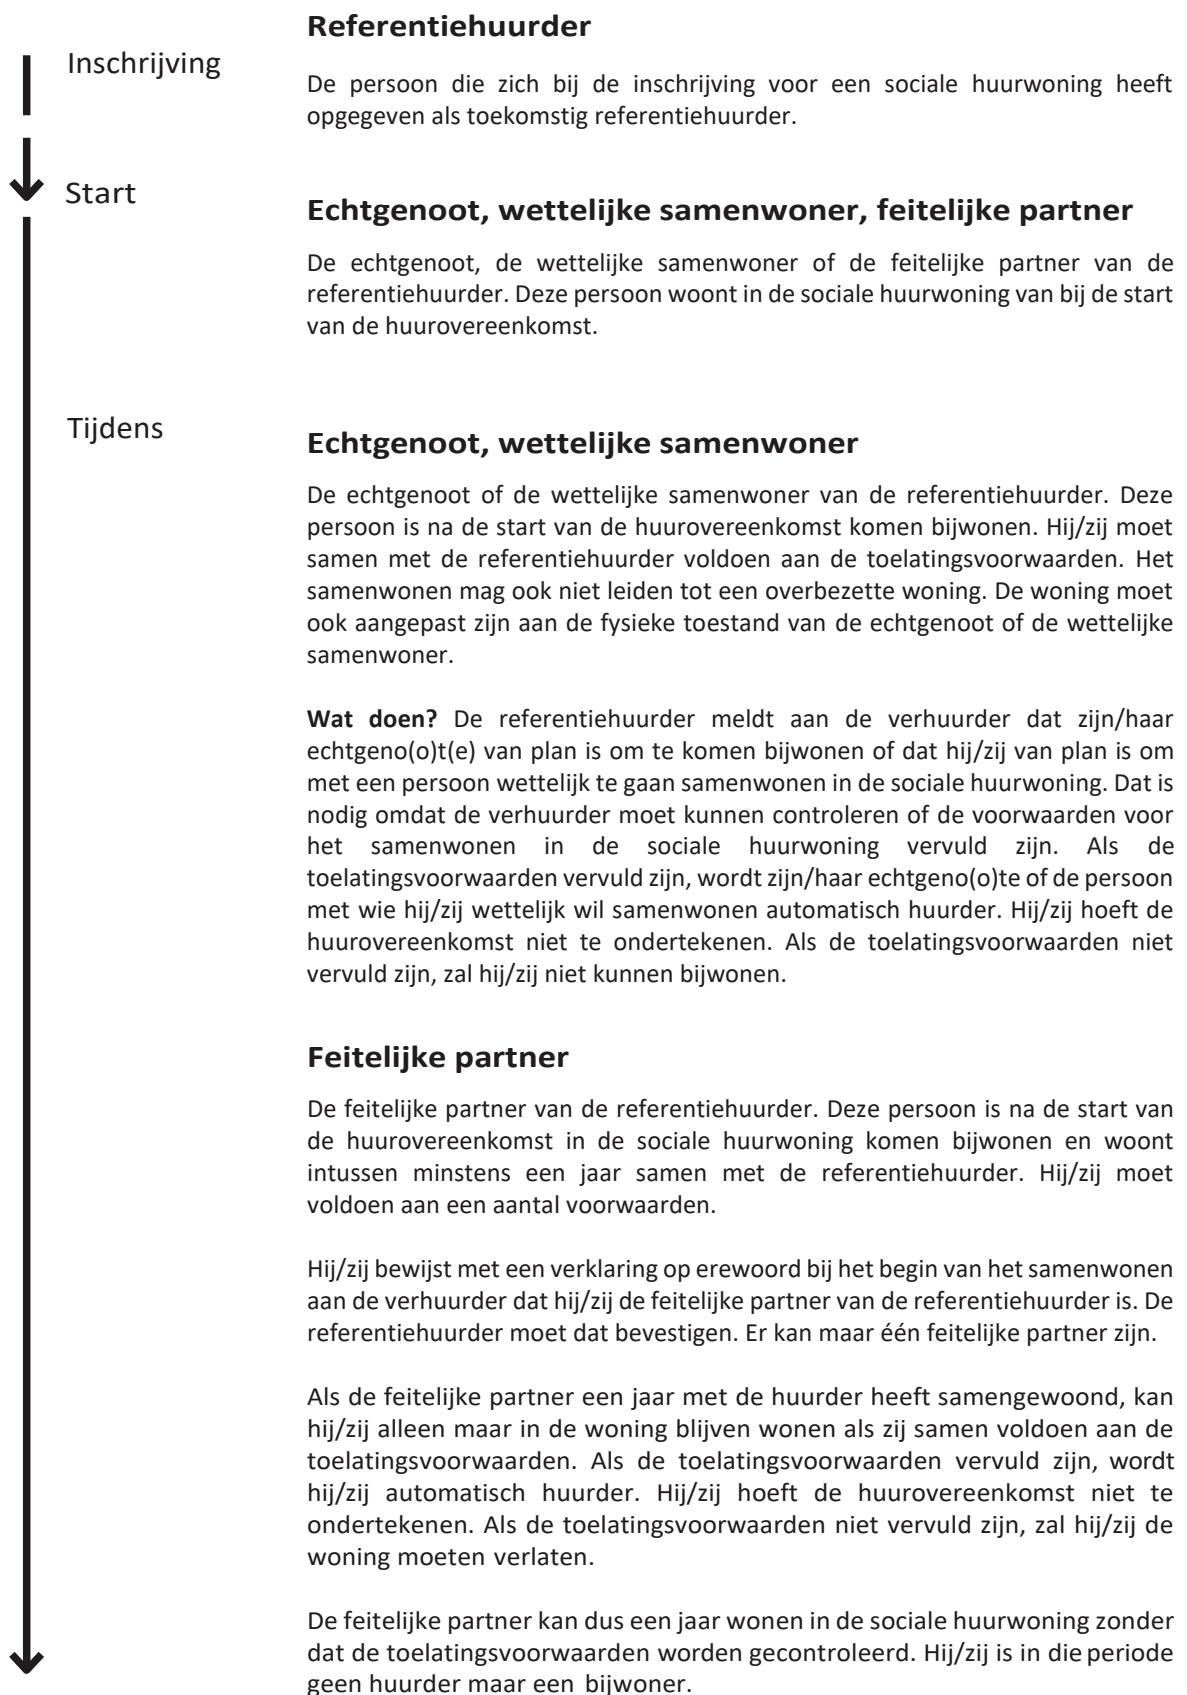 Referentiehuurder
Inschrijving
De persoon die zich bij de inschrijving voor een sociale huurwoning heeft
opgegeven als toekomstig referentiehuurder.
Start
Echtgenoot, wettelijke samenwoner, feitelijke partner
De echtgenoot, de wettelijke samenwoner of de feitelijke partner van de
referentiehuurder. Deze persoon woont in de sociale huurwoning van bij de start
van de huurovereenkomst.
Tijdens
Echtgenoot, wettelijke samenwoner
De echtgenoot of de wettelijke samenwoner van de referentiehuurder. Deze
persoon is na de start van de huurovereenkomst komen bijwonen. Hij/zij moet
samen met de referentiehuurder voldoen aan de toelatingsvoorwaarden. Het
samenwonen mag ook niet leiden tot een overbezette woning. De woning moet
ook aangepast zijn aan de fysieke toestand van de echtgenoot of de wettelijke
samenwoner.
Wat doen? De referentiehuurder meldt aan de verhuurder dat zijn/haar
echtgeno(o)t(e) van plan is om te komen bijwonen of dat hij/zij van plan is om
met een persoon wettelijk te gaan samenwonen in de sociale huurwoning. Dat is
nodig omdat de verhuurder moet kunnen controleren of de voorwaarden voor
het samenwonen in de sociale huurwoning vervuld zijn. Als de
toelatingsvoorwaarden vervuld zijn, wordt zijn/haar echtgeno(o)te of de persoon
met wie hij/zij wettelijk wil samenwonen automatisch huurder. Hij/zij hoeft de
huurovereenkomst niet te ondertekenen. Als de toelatingsvoorwaarden niet
vervuld zijn, zal hij/zij niet kunnen bijwonen.
Feitelijke partner
De feitelijke partner van de referentiehuurder. Deze persoon is na de start van
de huurovereenkomst in de sociale huurwoning komen bijwonen en woont
intussen minstens een jaar samen met de referentiehuurder. Hij/zij moet
voldoen aan een aantal voorwaarden.
Hij/zij bewijst met een verklaring op erewoord bij het begin van het samenwonen
aan de verhuurder dat hij/zij de feitelijke partner van de referentiehuurder is. De
referentiehuurder moet dat bevestigen. Er kan maar één feitelijke partner zijn.
Als de feitelijke partner een jaar met de huurder heeft samengewoond, kan
hij/zij alleen maar in de woning blijven wonen als zij samen voldoen aan de
toelatingsvoorwaarden. Als de toelatingsvoorwaarden vervuld zijn, wordt
hij/zij automatisch huurder. Hij/zij hoeft de huurovereenkomst niet te
ondertekenen. Als de toelatingsvoorwaarden niet vervuld zijn, zal hij/zij de
woning moeten verlaten.
De feitelijke partner kan dus een jaar wonen in de sociale huurwoning zonder
dat de toelatingsvoorwaarden worden gecontroleerd. Hij/zij is in die periode
geen huurder maar een bijwoner.